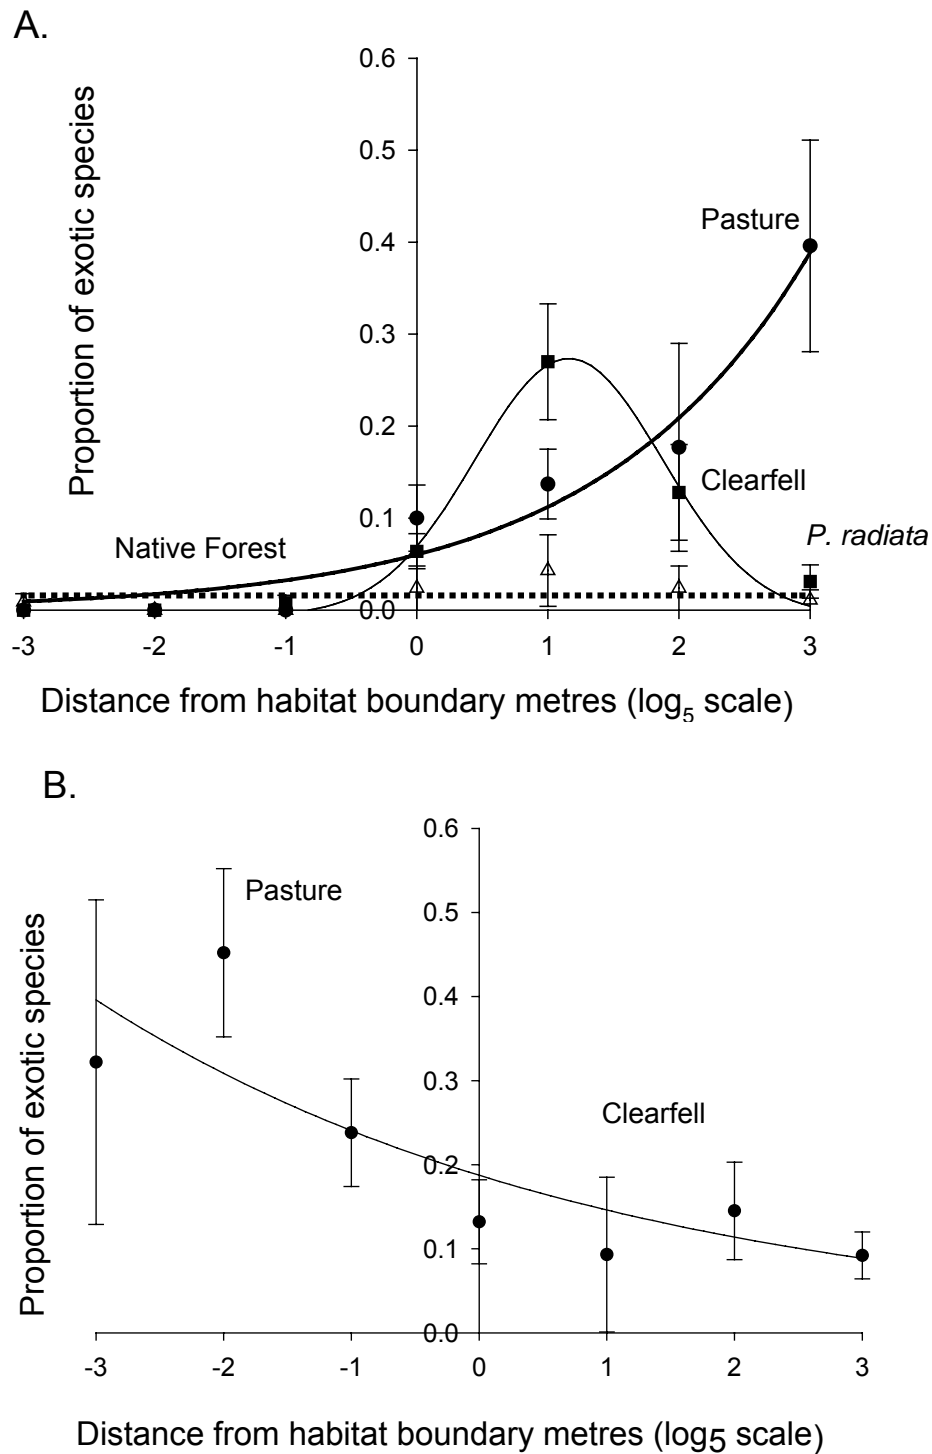 A.
Proportion of exotic species
0.6
0.5
0.4
0.3
0.2
0.1
0.0
Pasture
Clearfell
P. radiata
Native Forest
-3 -2 -1 0 1 2 3
Distance from habitat boundary metres (log5 scale)
B.
Proportion of exotic species
0.6
0.5
0.4
0.3
0.2
0.1
0.0
Pasture
Clearfell
-3 -2 -1 0 1 2 3
Distance from habitat boundary metres (log5 scale)